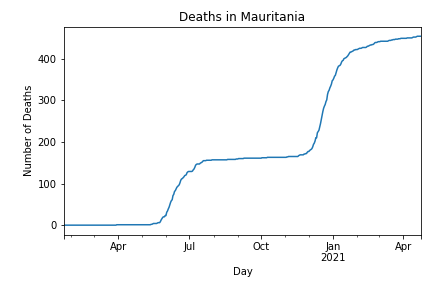 Deaths in Mauritania
Number of Deaths
400
300
200
100
0
Apr Jul Oct Jan Apr
2021
Day